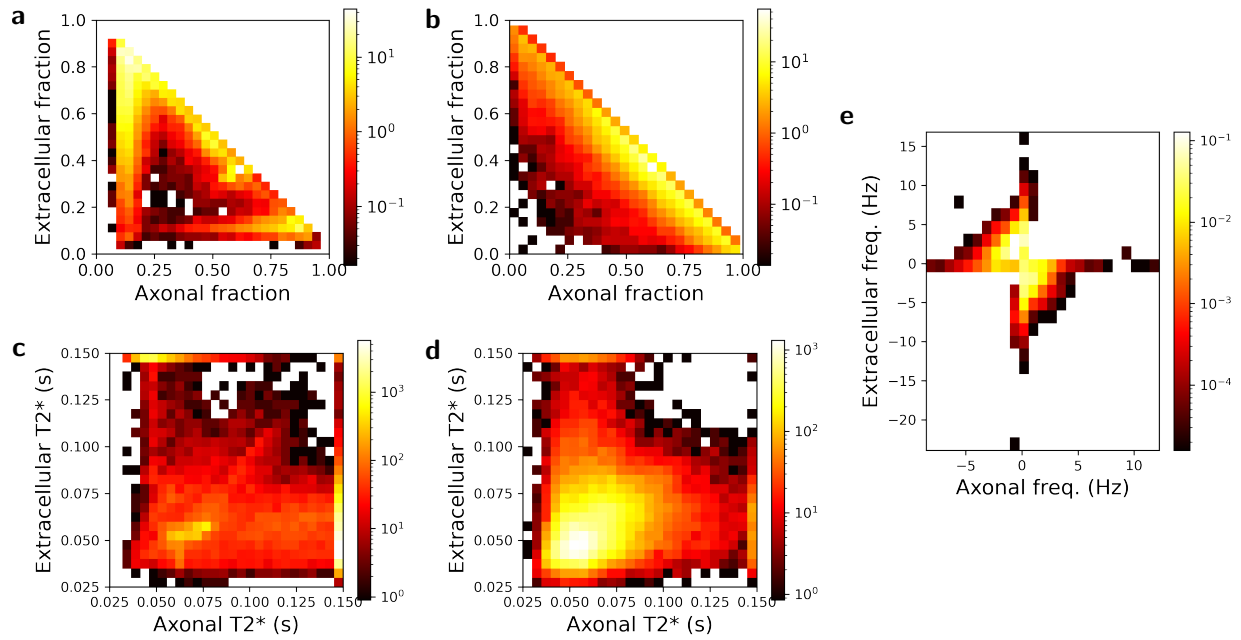 a
1.0
0.8
0.6
0.4
0.2
0.0
Extracellular fraction
0.00 0.25 0.50 0.75 1.00
Axonal fraction
10^1
10^0
10^-1
b
1.0
0.8
0.6
0.4
0.2
0.0
Extracellular fraction
0.00 0.25 0.50 0.75 1.00
Axonal fraction
10^1
10^0
10^-1
c
0.150
0.125
0.100
0.075
0.050
0.025
Extracellular T2* (s)
0.025 0.050 0.075 0.100 0.125 0.150
Axonal T2* (s)
10^3
10^2
10^1
10^0
d
0.150
0.125
0.100
0.075
0.050
0.025
Extracellular T2* (s)
0.025 0.050 0.075 0.100 0.125 0.150
Axonal T2* (s)
10^3
10^2
10^1
10^0
e
15
10
5
0
−5
−10
−15
−20
Extracellular freq. (Hz)
−5 0 5 10
Axonal freq. (Hz)
10^-1
10^-2
10^-3
10^-4